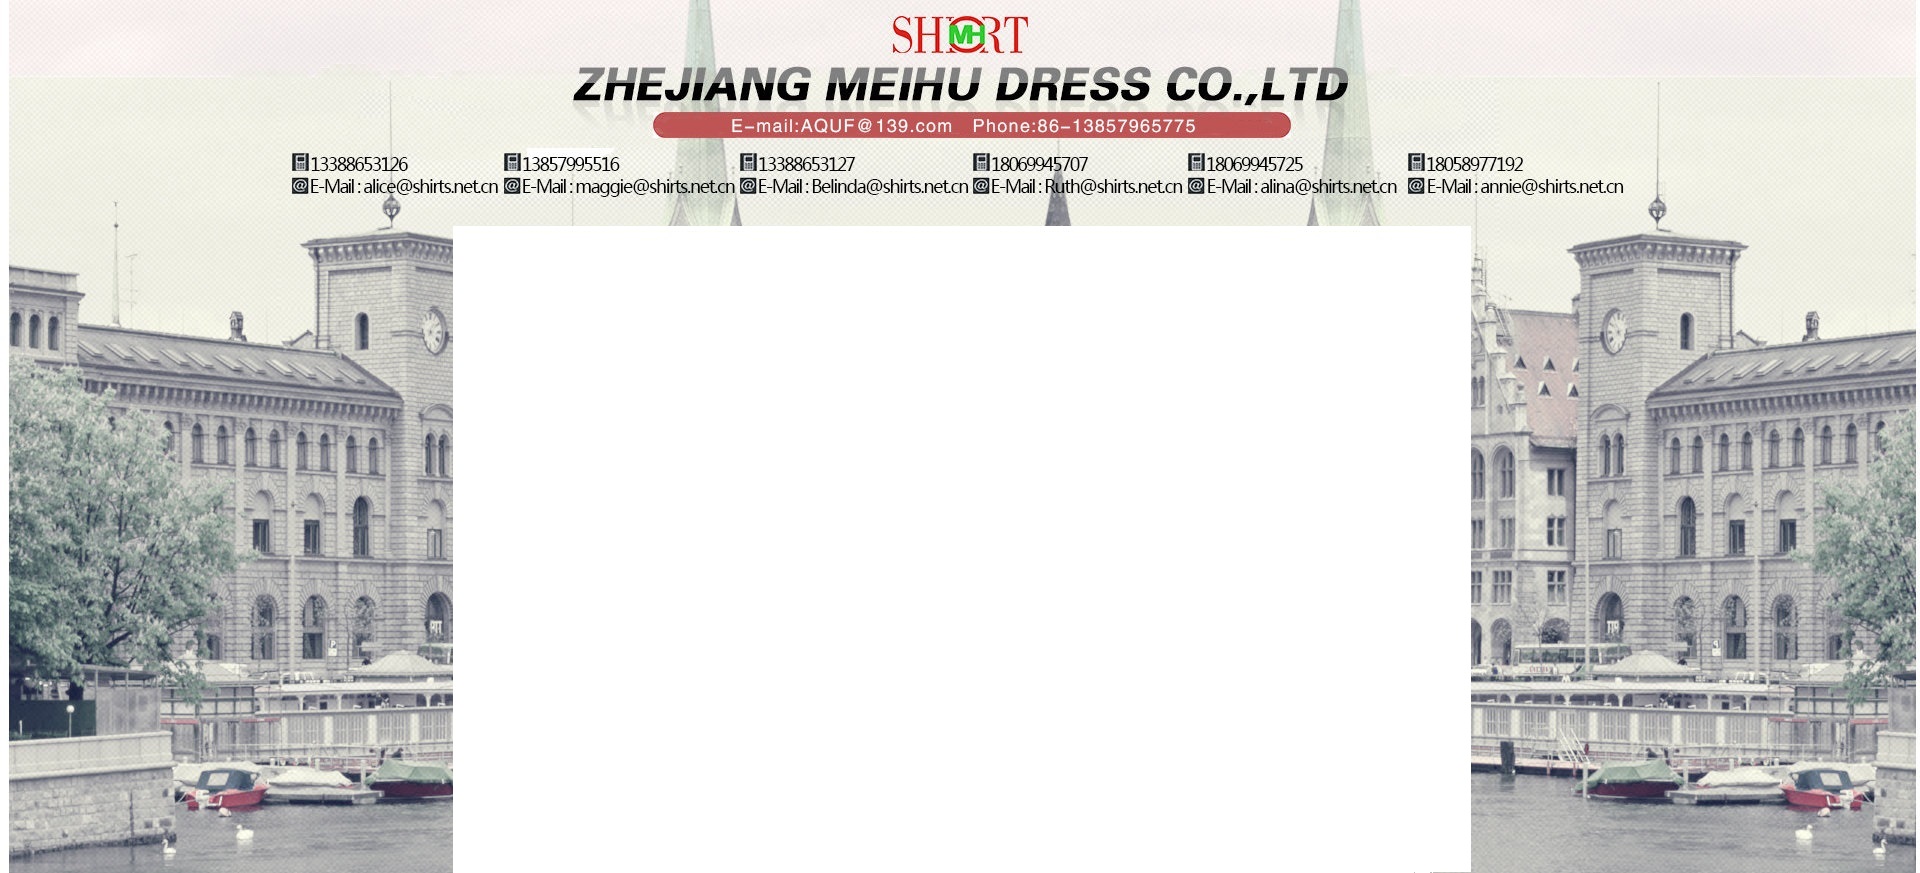 SHORT
MH
ZHEJIANG MEIHU DRESS CO.,LTD
E-mail:AQUF@139.com Phone:86-13857965775
13388653126 13857995516 13388653127 18069945707 18069945725 18058977192
E-Mail : alice@shirts.net.cn E-Mail : maggie@shirts.net.cn E-Mail : Belinda@shirts.net.cn E-Mail : Ruth@shirts.net.cn E-Mail : alina@shirts.net.cn E-Mail : annie@shirts.net.cn